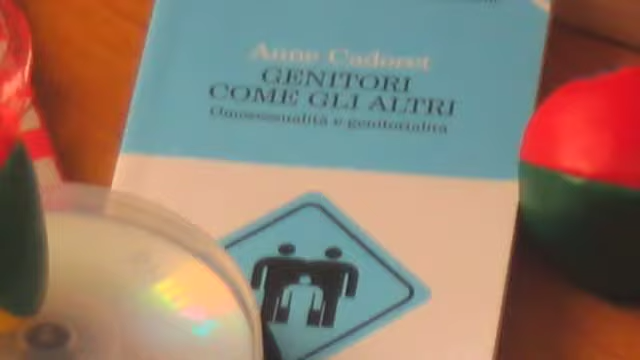 Anne Cadoret
GENITORI
COME GLI ALTRI
Omosessualità e genitorialità